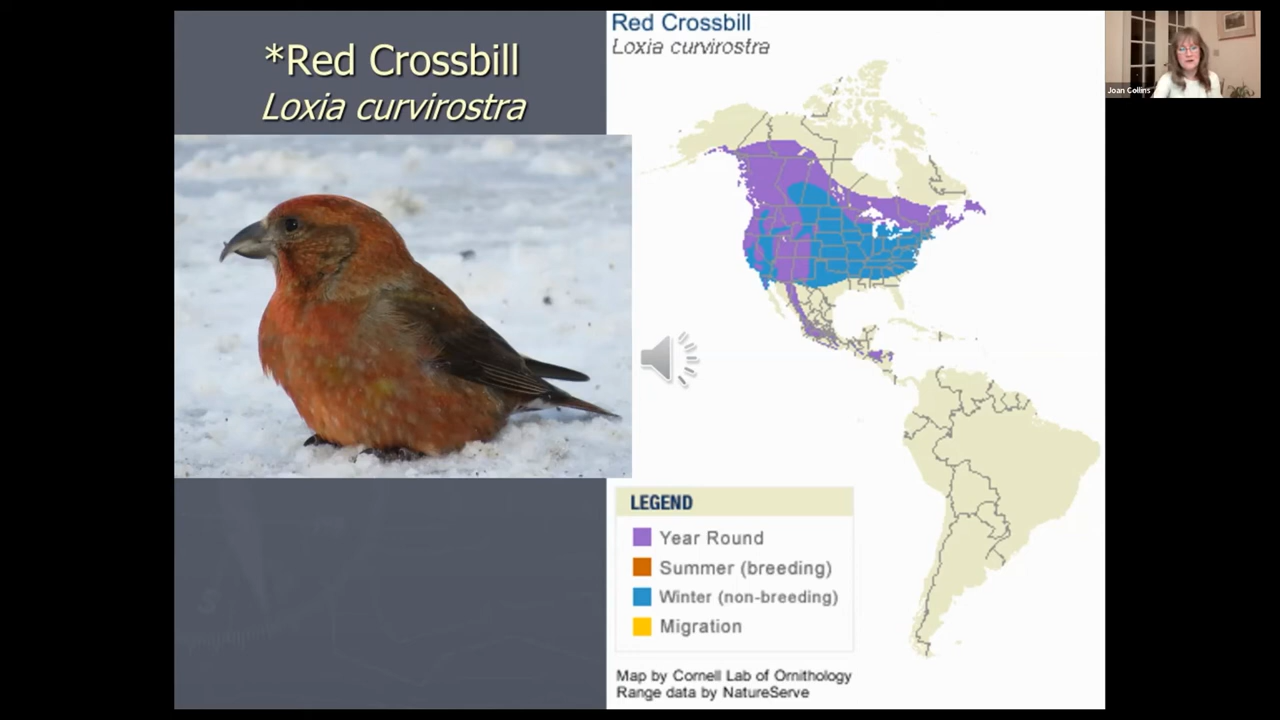 *Red Crossbill
Loxia curvirostra
Red Crossbill
Loxia curvirostra
Joan Collins
LEGEND
Year Round
Summer (breeding)
Winter (non-breeding)
Migration
Map by Cornell Lab of Ornithology
Range data by NatureServe